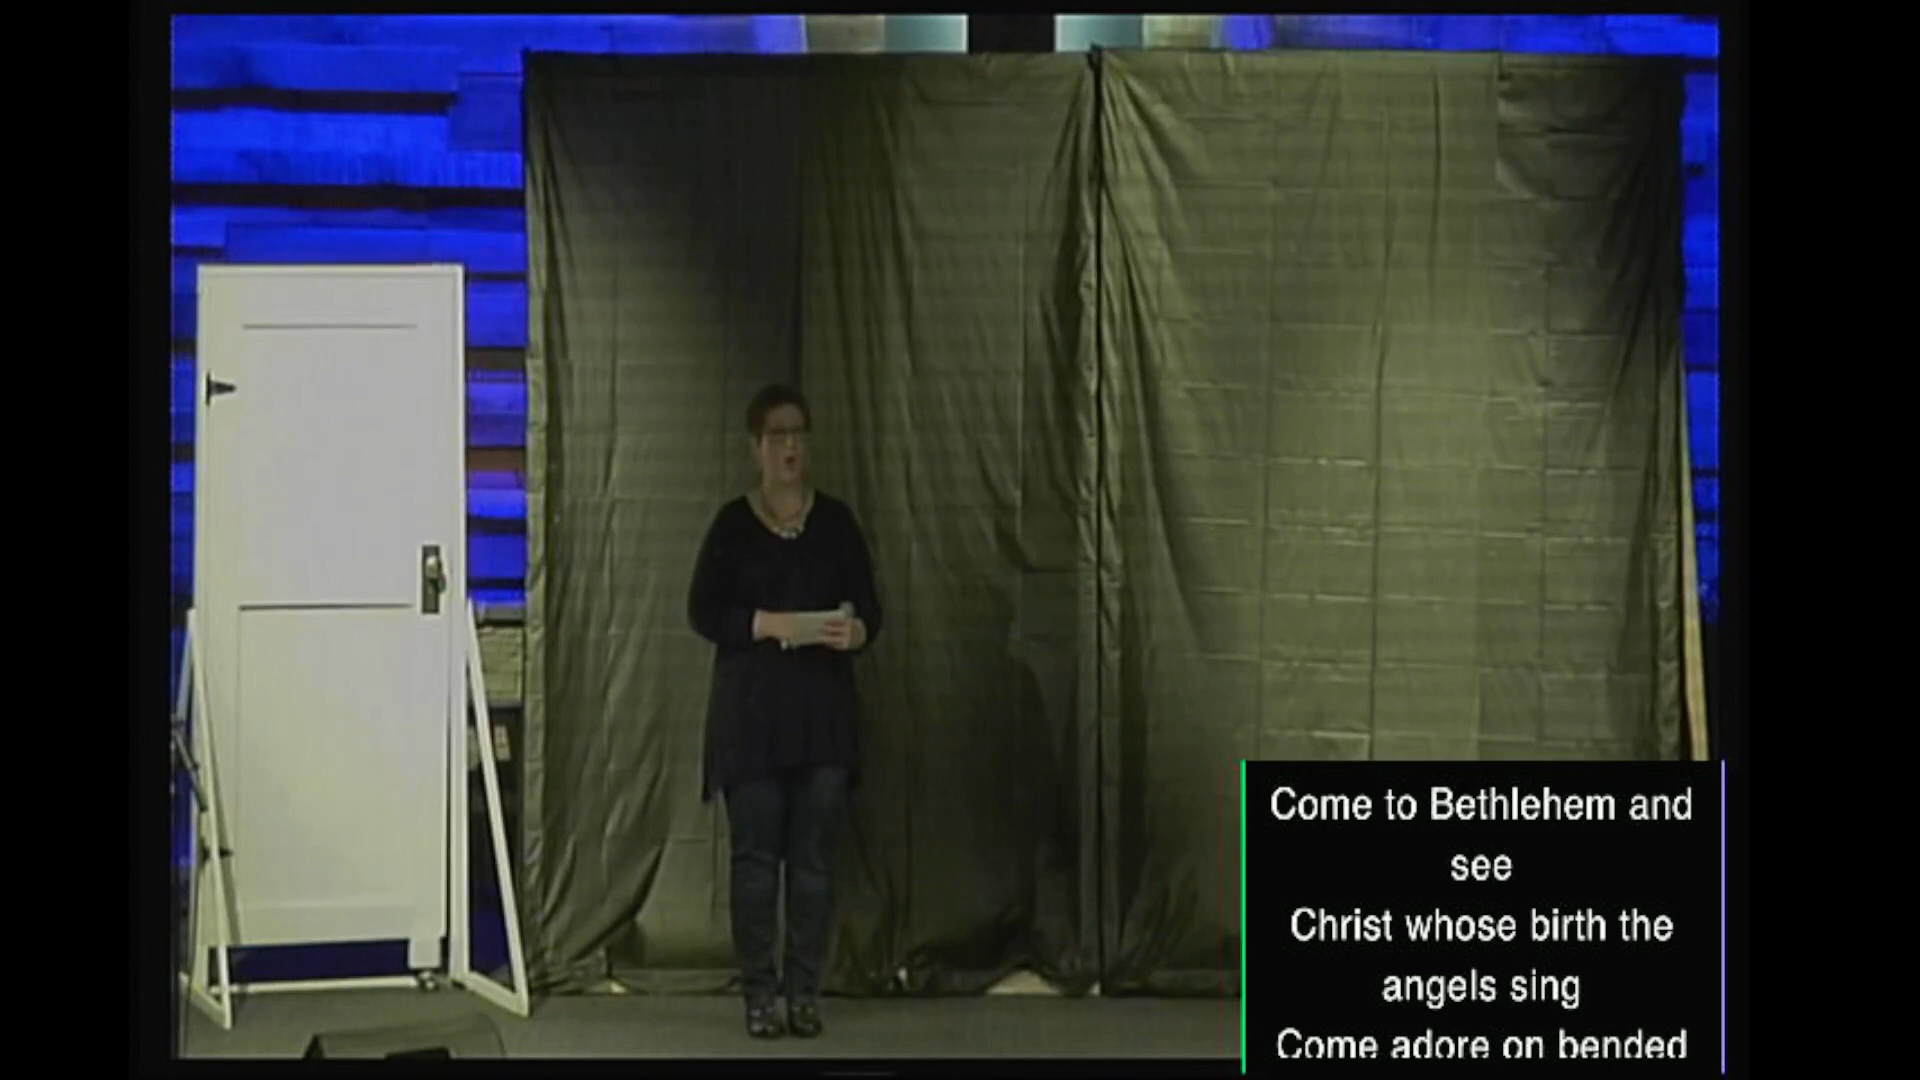 Come to Bethlehem and
see
Christ whose birth the
angels sing
Come adore on bended